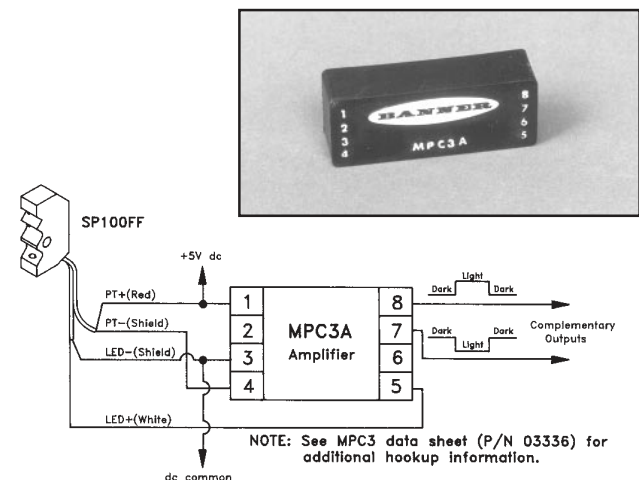 1
2
3
4
BANNER
MPC3A
8
7
6
5
SP100FF
+5V dc
PT+(Red)
PT-(Shield)
LED-(Shield)
LED+(White)
1
2
3
4
MPC3A
Amplifier
8
7
6
5
Light
Dark
Dark
Dark
Dark
Light
Complementary
Outputs
NOTE: See MPC3 data sheet (P/N 03336) for
additional hookup information.
dc common